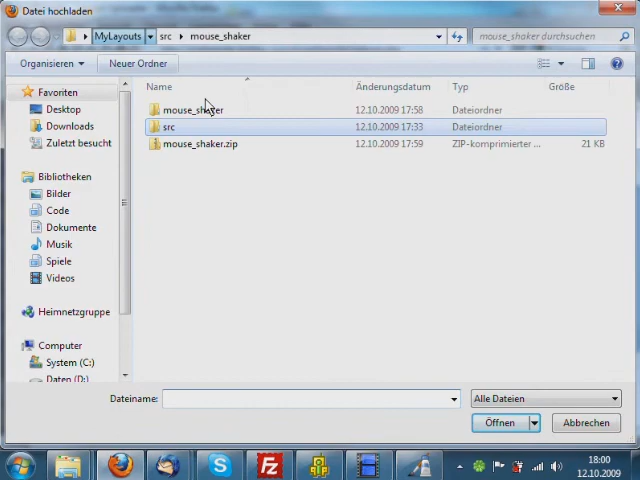 Datei hochladen
MyLayouts src mouse_shaker mouse_shaker durchsuchen
Organisieren Neuer Ordner
Name Änderungsdatum Typ Größe
Favoriten
Desktop
Downloads
Zuletzt besucht
Bibliotheken
Bilder
Code
Dokumente
Musik
Spiele
Videos
Heimnetzgruppe
Computer
System (C:)
Daten (D:)
mouse_shaker 12.10.2009 17:58 Dateiordner
src 12.10.2009 17:33 Dateiordner
mouse_shaker.zip 12.10.2009 17:59 ZIP-komprimierter ... 21 KB
Dateiname: Alle Dateien
Öffnen Abbrechen
18:00
12.10.2009